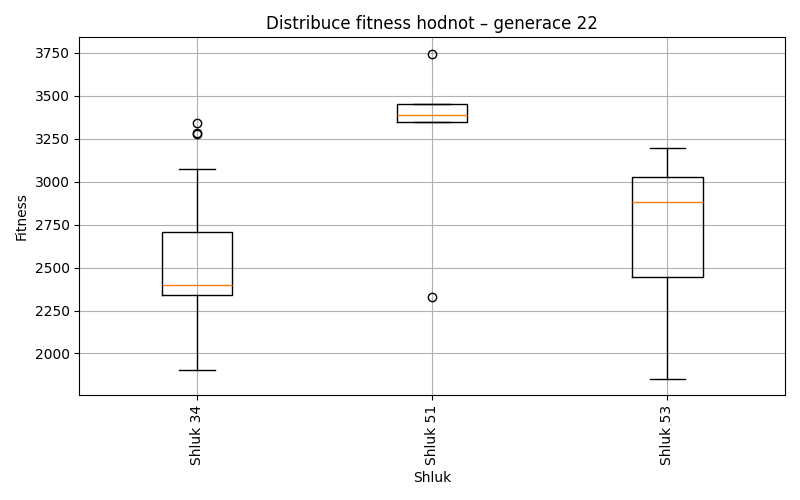 Distribuce fitness hodnot – generace 22
Fitness
3750
3500
3250
3000
2750
2500
2250
2000
Shluk 34
Shluk 51
Shluk 53
Shluk